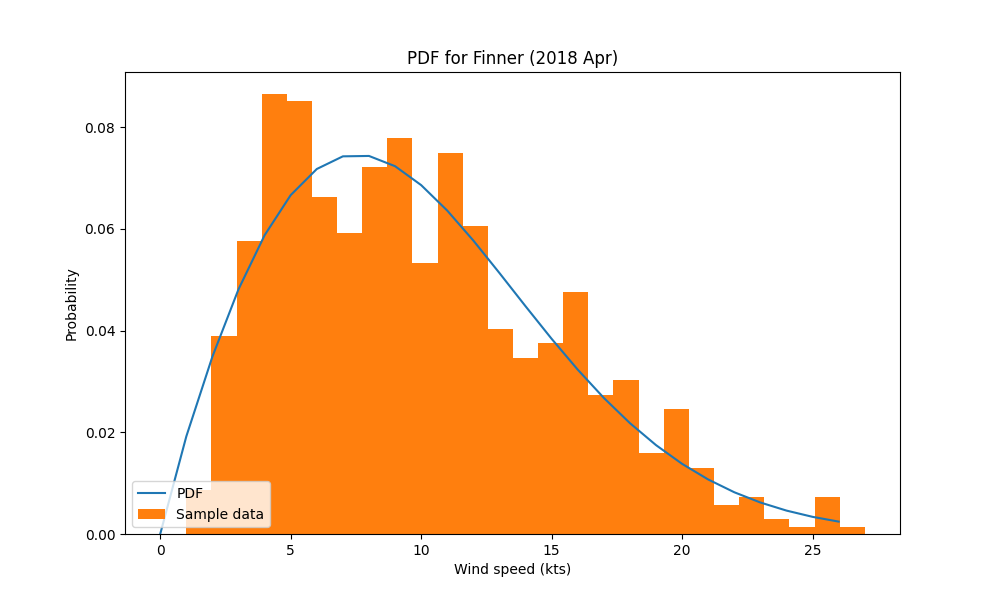 PDF for Finner (2018 Apr)
Probability
0.08
0.06
0.04
0.02
0.00
PDF
Sample data
0 5 10 15 20 25
Wind speed (kts)